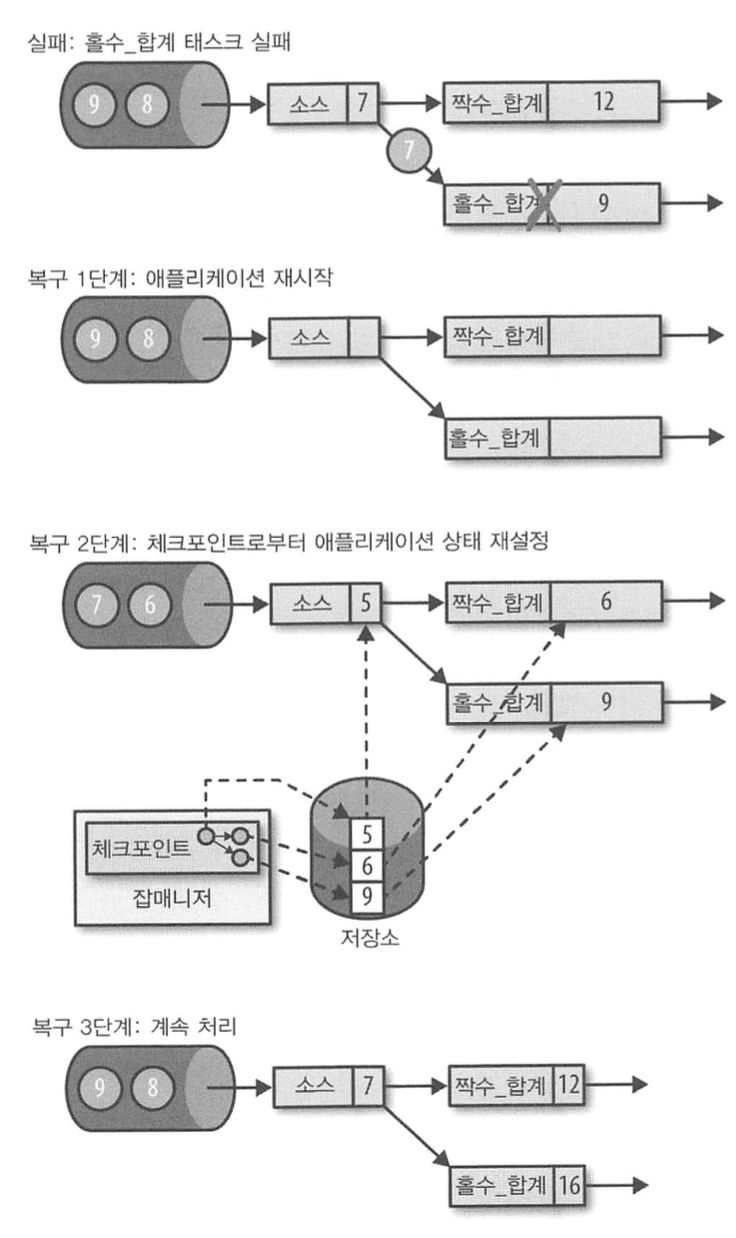 실패: 홀수_합계 태스크 실패
9 8 소스 7 짝수_합계 12
7
홀수_합계 9
복구 1단계: 애플리케이션 재시작
9 8 소스 짝수_합계
홀수_합계
복구 2단계: 체크포인트로부터 애플리케이션 상태 재설정
7 6 소스 5 짝수_합계 6
홀수_합계 9
5
체크포인트 6
9
잡매니저
저장소
복구 3단계: 계속 처리
9 8 소스 7 짝수_합계 12
홀수_합계 16